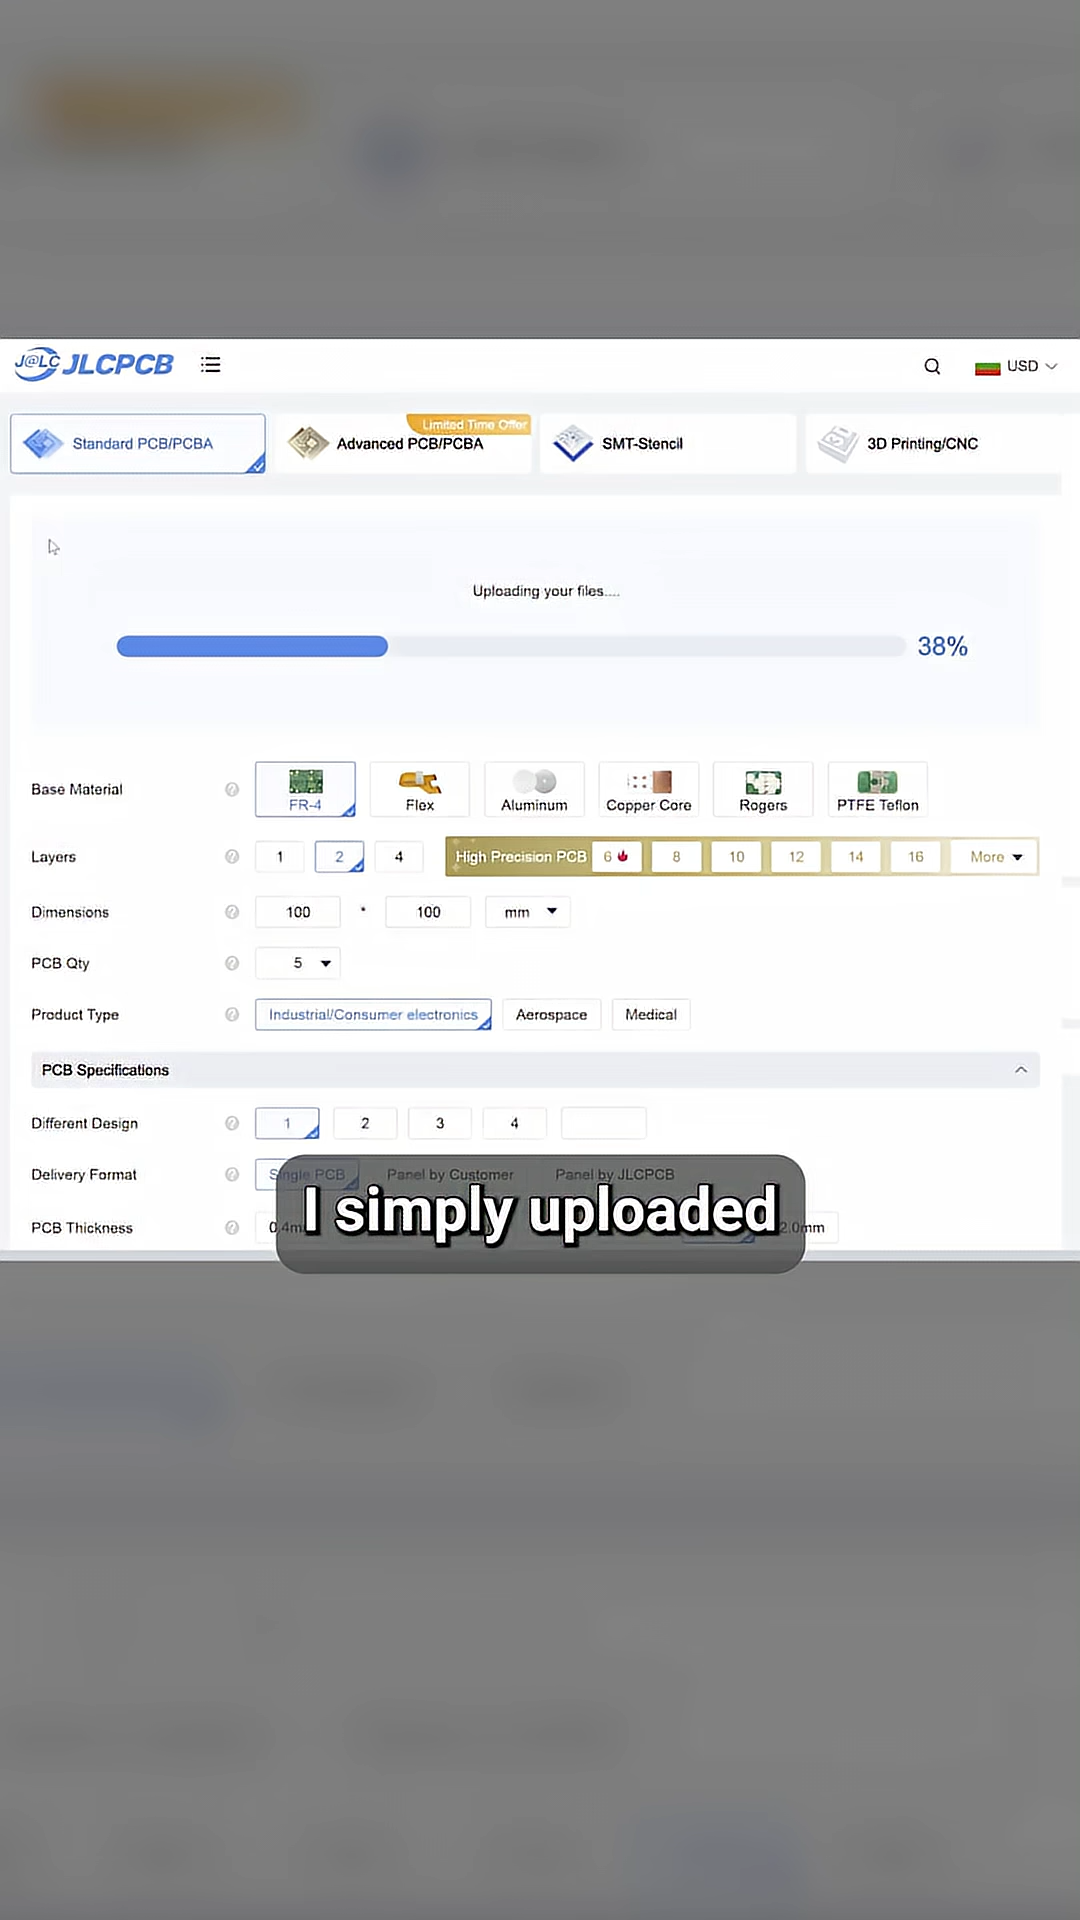 J@LC JLCPCB
USD
Standard PCB/PCBA
Limited Time Offer
Advanced PCB/PCBA
SMT-Stencil
3D Printing/CNC
Uploading your files....
38%
Base Material
FR-4
Flex
Aluminum
Copper Core
Rogers
PTFE Teflon
Layers
1
2
4
High Precision PCB
6
8
10
12
14
16
More
Dimensions
100
*
100
mm
PCB Qty
5
Product Type
Industrial/Consumer electronics
Aerospace
Medical
PCB Specifications
Different Design
1
2
3
4
Delivery Format
Single PCB
Panel by Customer
Panel by JLCPCB
PCB Thickness
2.0mm
I simply uploaded